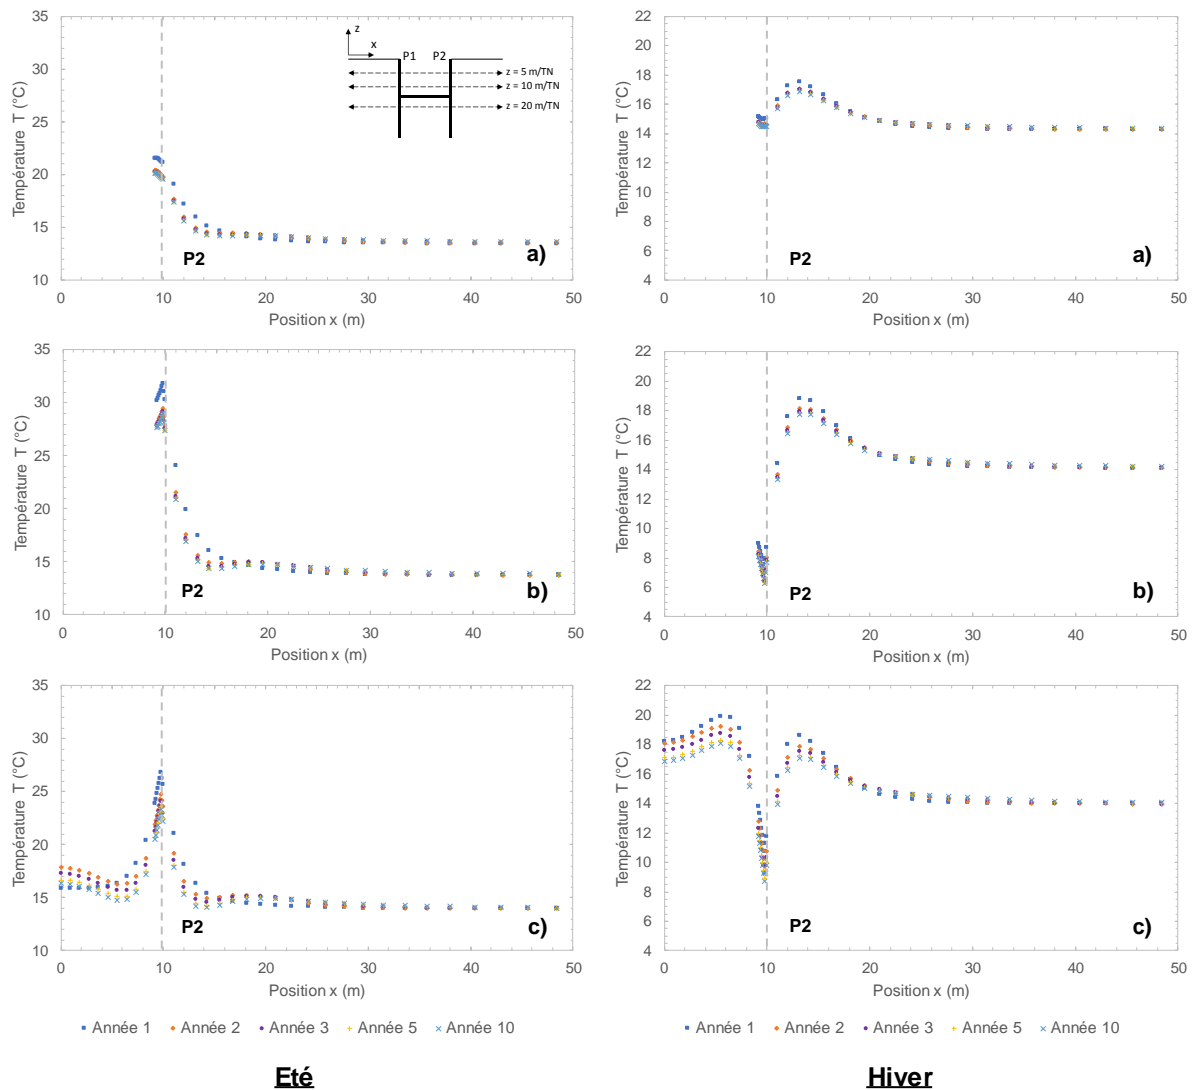 35
30
25
20
15
10
Température T (°C)
z
x
P1
P2
z = 5 m/TN
z = 10 m/TN
z = 20 m/TN
P2
a)
0
10
20
30
40
50
Position x (m)
22
20
18
16
14
12
10
8
6
4
Température T (°C)
P2
a)
0
10
20
30
40
50
Position x (m)
35
30
25
20
15
10
Température T (°C)
P2
b)
0
10
20
30
40
50
Position x (m)
22
20
18
16
14
12
10
8
6
4
Température T (°C)
P2
b)
0
10
20
30
40
50
Position x (m)
35
30
25
20
15
10
Température T (°C)
P2
c)
0
10
20
30
40
50
Position x (m)
22
20
18
16
14
12
10
8
6
4
Température T (°C)
P2
c)
0
10
20
30
40
50
Position x (m)
Année 1
Année 2
Année 3
Année 5
Année 10
Année 1
Année 2
Année 3
Année 5
Année 10
Eté
Hiver